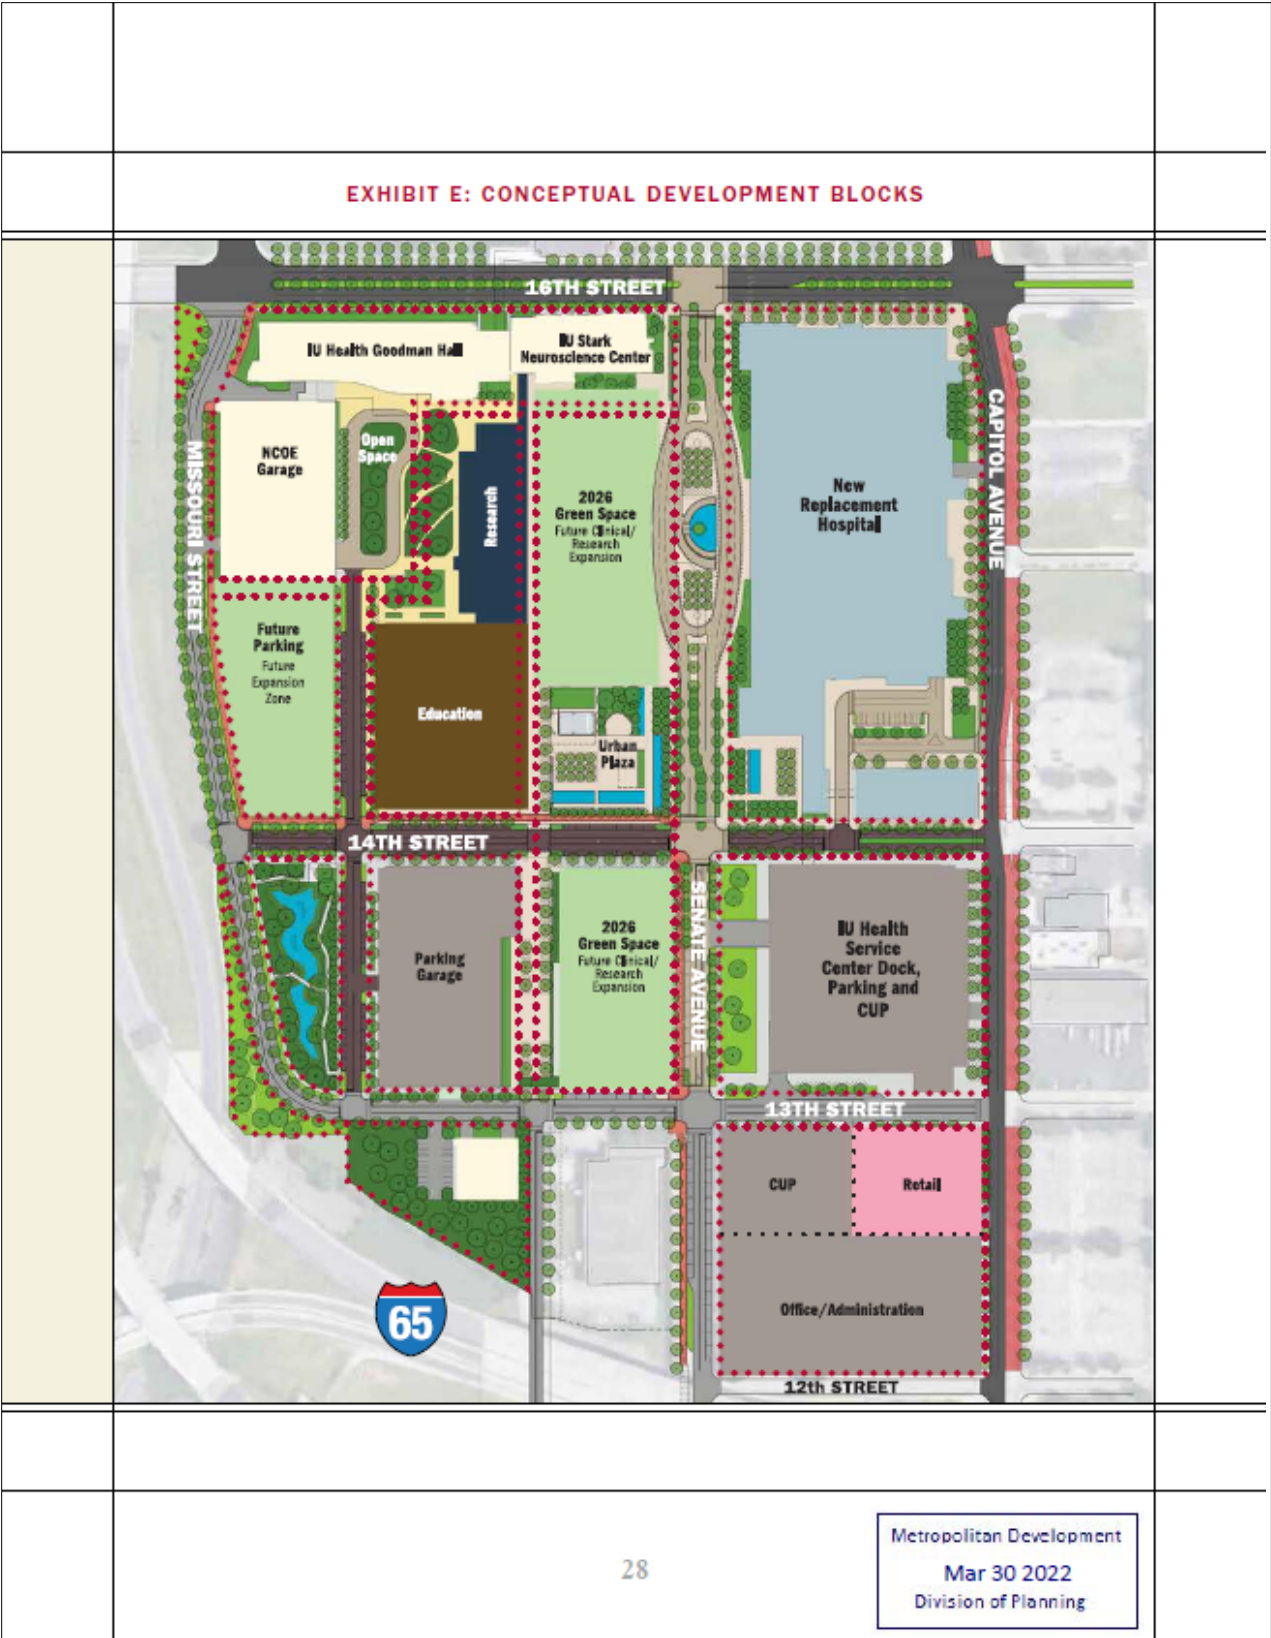 EXHIBIT E: CONCEPTUAL DEVELOPMENT BLOCKS
16TH STREET
IU Health Goodman Hall
IU Stark
Neuroscience Center
NCOE
Garage
Open
Space
MISSOURI STREET
Research
2026
Green Space
Future Clinical/
Research
Expansion
New
Replacement
Hospital
CAPITOL AVENUE
Future
Parking
Future
Expansion
Zone
Education
Urban
Plaza
14TH STREET
Parking
Garage
2026
Green Space
Future Clinical/
Research
Expansion
SENATE AVENUE
IU Health
Service
Center Dock,
Parking and
CUP
13TH STREET
CUP
Retail
Office/Administration
65
12th STREET
28
Metropolitan Development
Mar 30 2022
Division of Planning